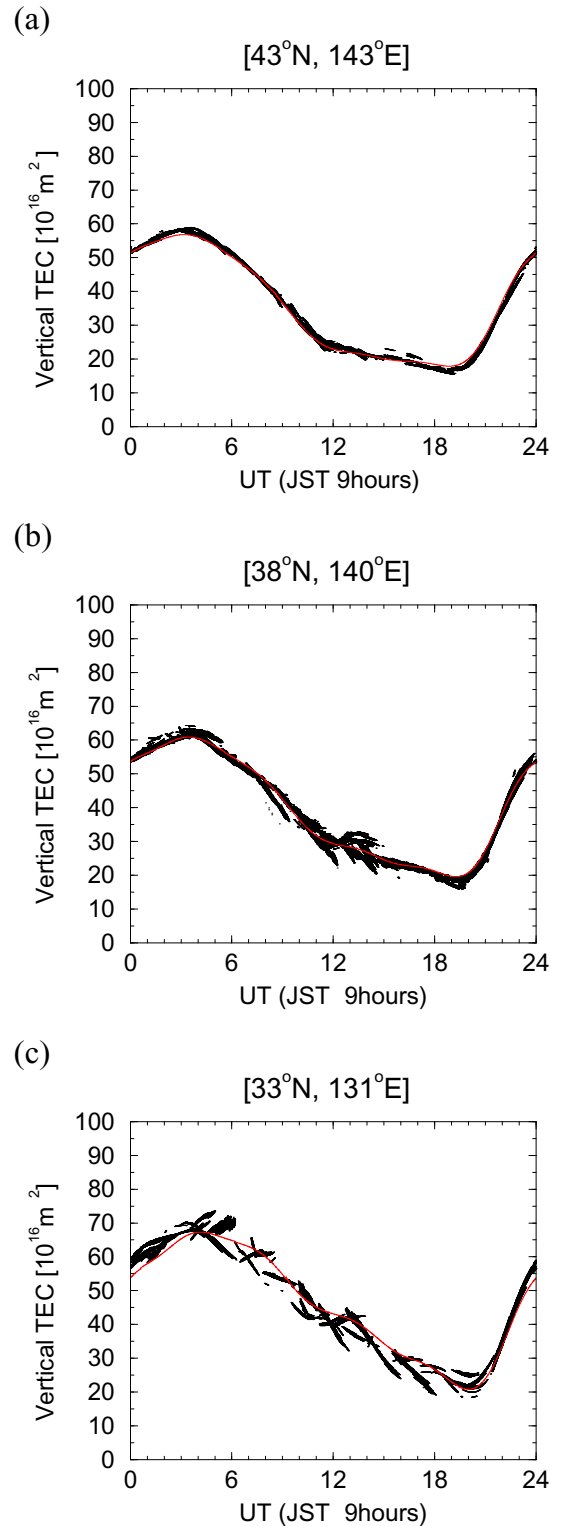 (a)
[43°N, 143°E]
100
90
80
70
60
50
40
30
20
10
0
Vertical TEC [10^16 m^2]
0 6 12 18 24
UT (JST 9hours)
(b)
[38°N, 140°E]
100
90
80
70
60
50
40
30
20
10
0
Vertical TEC [10^16 m^2]
0 6 12 18 24
UT (JST 9hours)
(c)
[33°N, 131°E]
100
90
80
70
60
50
40
30
20
10
0
Vertical TEC [10^16 m^2]
0 6 12 18 24
UT (JST 9hours)